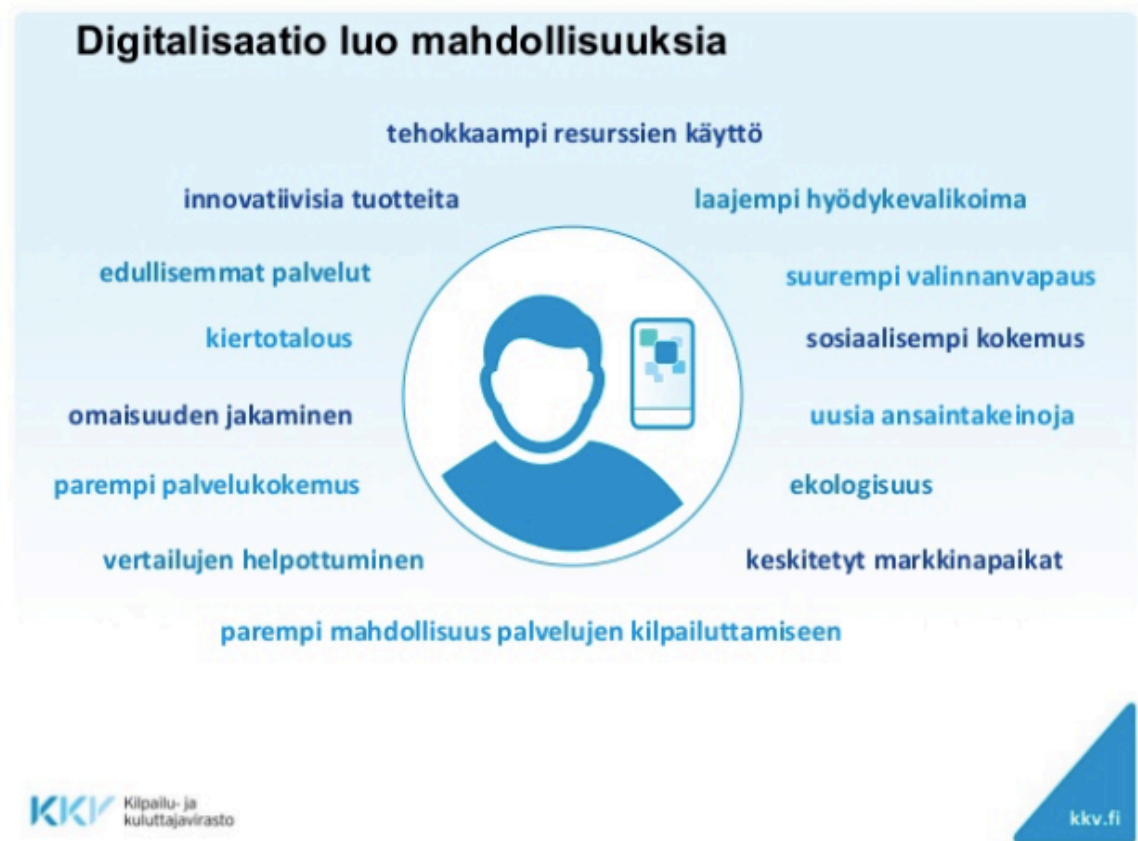 Digitalisaatio luo mahdollisuuksia
tehokkaampi resurssien käyttö
innovatiivisia tuotteita
laajempi hyödykevalikoima
edullisemmat palvelut
suurempi valinnanvapaus
kiertotalous
sosiaalisempi kokemus
omaisuuden jakaminen
uusia ansaintakeinoja
parempi palvelukokemus
ekologisuus
vertailujen helpottuminen
keskitetyt markkinapaikat
parempi mahdollisuus palvelujen kilpailuttamiseen
KKV
Kilpailu- ja
kuluttajavirasto
kkv.fi